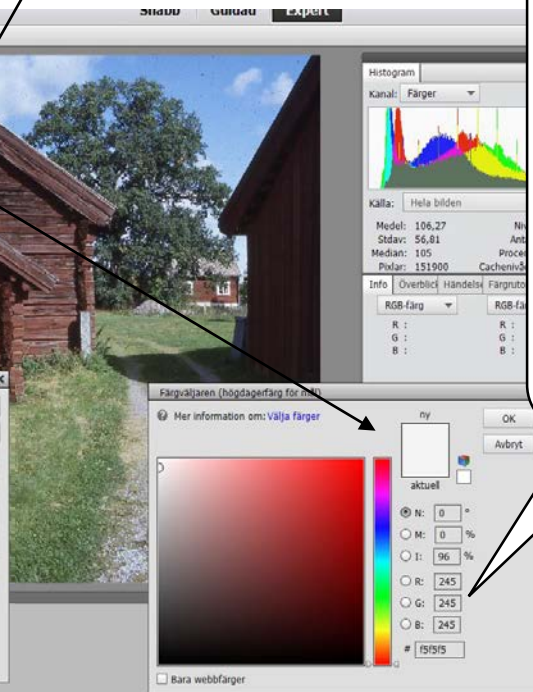 Snabb Guidad Expert
Histogram
Kanal: Färger
Källa: Hela bilden
Medel: 106,27
Stdav: 56,81
Median: 105
Pixlar: 151900
Info Överblick Händelse Färgruto
RGB-färg RGB-fä
R : R :
G : G :
B : B :
Färgväljaren (högdagerfärg för mål)
Mer information om: Välja färger
ny
OK
Avbryt
aktuell
N: 0 °
M: 0 %
I: 96 %
R: 245
G: 245
B: 245
# f5f5f5
Bara webbfärger